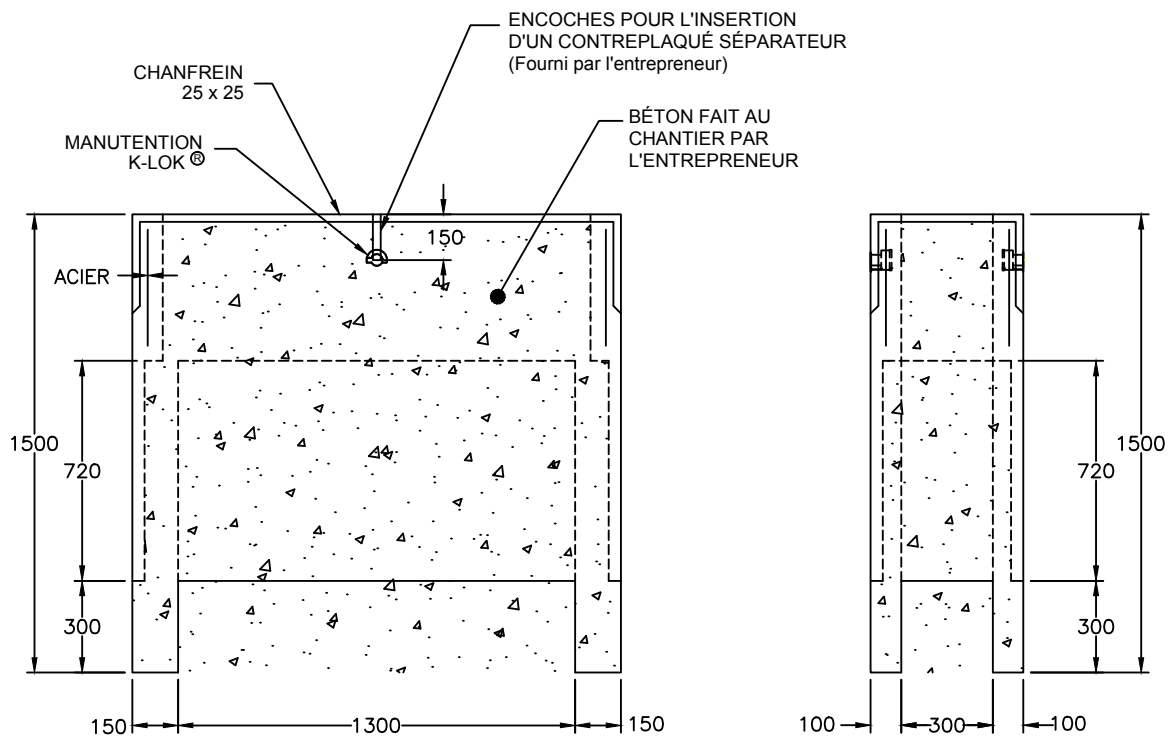 ENCOCHES POUR L'INSERTION
D'UN CONTREPLAQUÉ SÉPARATEUR
(Fourni par l'entrepreneur)
CHANFREIN
25 x 25
BÉTON FAIT AU
CHANTIER PAR
L'ENTREPRENEUR
MANUTENTION
K-LOK ®
150
ACIER
1500
720
300
150
1300
150
1500
720
300
100
300
100